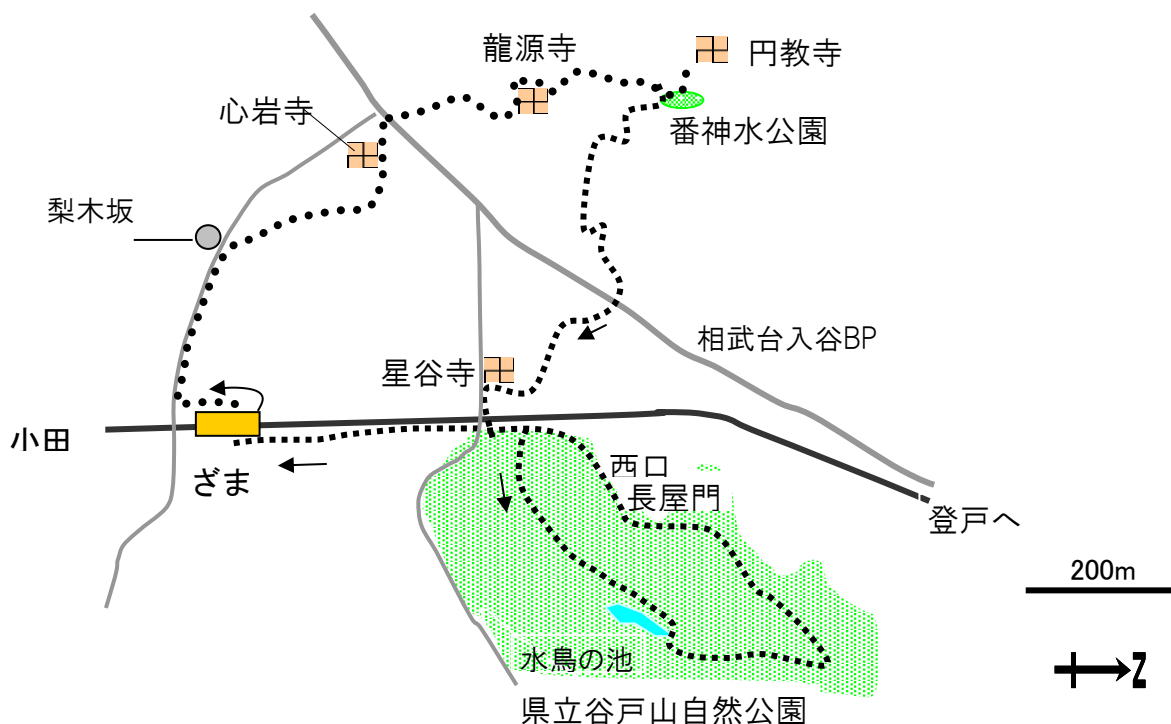 龍源寺
円教寺
心岩寺
番神水公園
梨木坂
相武台入谷BP
星谷寺
小田
ざま
西口
長屋門
登戸へ
200m
水鳥の池
県立谷戸山自然公園
N